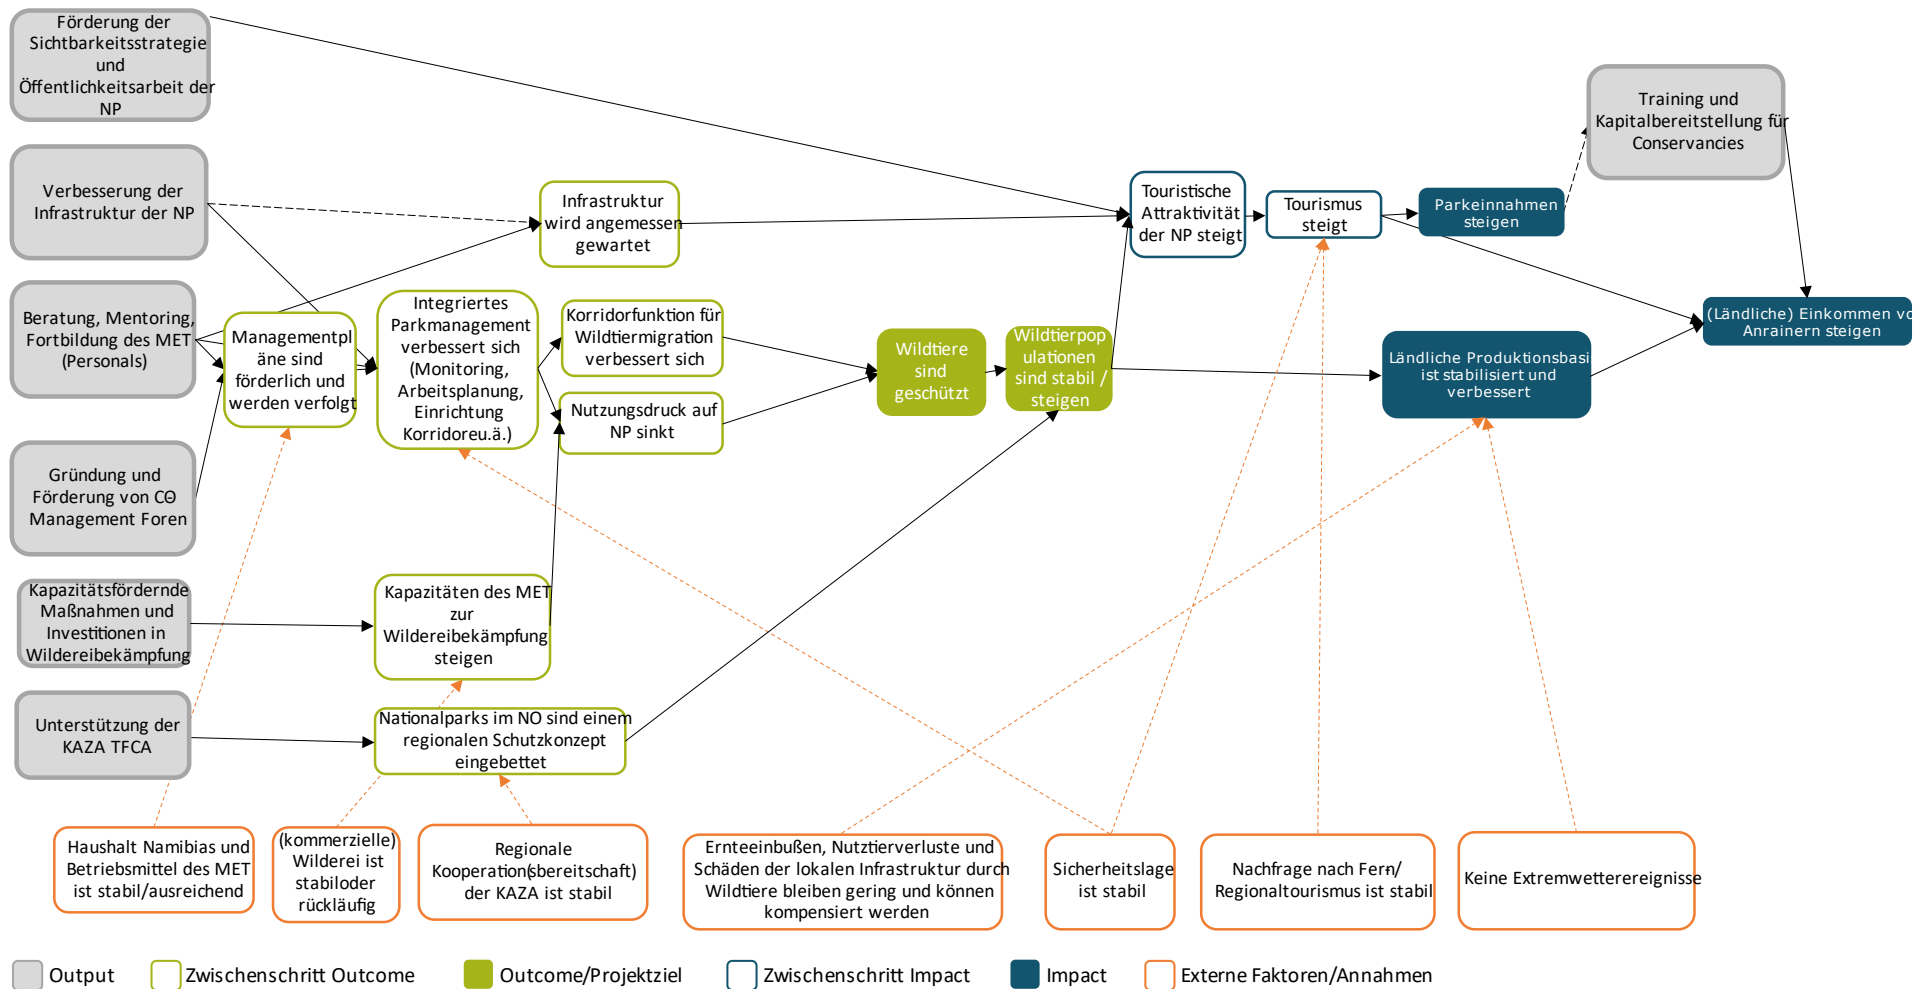 Förderung der
Sichtbarkeitsstrategie
und
Öffentlichkeitsarbeit der
NP
Verbesserung der
Infrastruktur der NP
Beratung, Mentoring,
Fortbildung des MET
(Personals)
Gründung und
Förderung von CO
Management Foren
Kapazitätsfördernde
Maßnahmen und
Investitionen in
Wildereibekämpfung
Unterstützung der
KAZA TFCA
Managementpl
äne sind
förderlich und
werden verfolgt
Integriertes
Parkmanagement
verbessert sich
(Monitoring,
Arbeitsplanung,
Einrichtung
Korridoreu.ä.)
Infrastruktur
wird angemessen
gewartet
Korridorfunktion für
Wildtiermigration
verbessert sich
Nutzungsdruck auf
NP sinkt
Kapazitäten des MET
zur
Wildereibekämpfung
steigen
Nationalparks im NO sind einem
regionalen Schutzkonzept
eingebettet
Wildtiere
sind
geschützt
Wildtierpop
ulationen
sind stabil /
steigen
Touristische
Attraktivität
der NP steigt
Tourismus
steigt
Parkeinnahmen
steigen
Training und
Kapitalbereitstellung für
Conservancies
(Ländliche) Einkommen vo
Anrainern steigen
Ländliche Produktionsbasi
ist stabilisiert und
verbessert
Haushalt Namibias und
Betriebsmittel des MET
ist stabil/ausreichend
(kommerzielle)
Wilderei ist
stabiloder
rückläufig
Regionale
Kooperation(sbereitschaft)
der KAZA ist stabil
Ernteeinbußen, Nutztierverluste und
Schäden der lokalen Infrastruktur durch
Wildtiere bleiben gering und können
kompensiert werden
Sicherheitslage
ist stabil
Nachfrage nach Fern-/
Regionaltourismus ist stabil
Keine Extremwetterereignisse
Output
Zwischenschritt Outcome
Outcome/Projektziel
Zwischenschritt Impact
Impact
Externe Faktoren/Annahmen